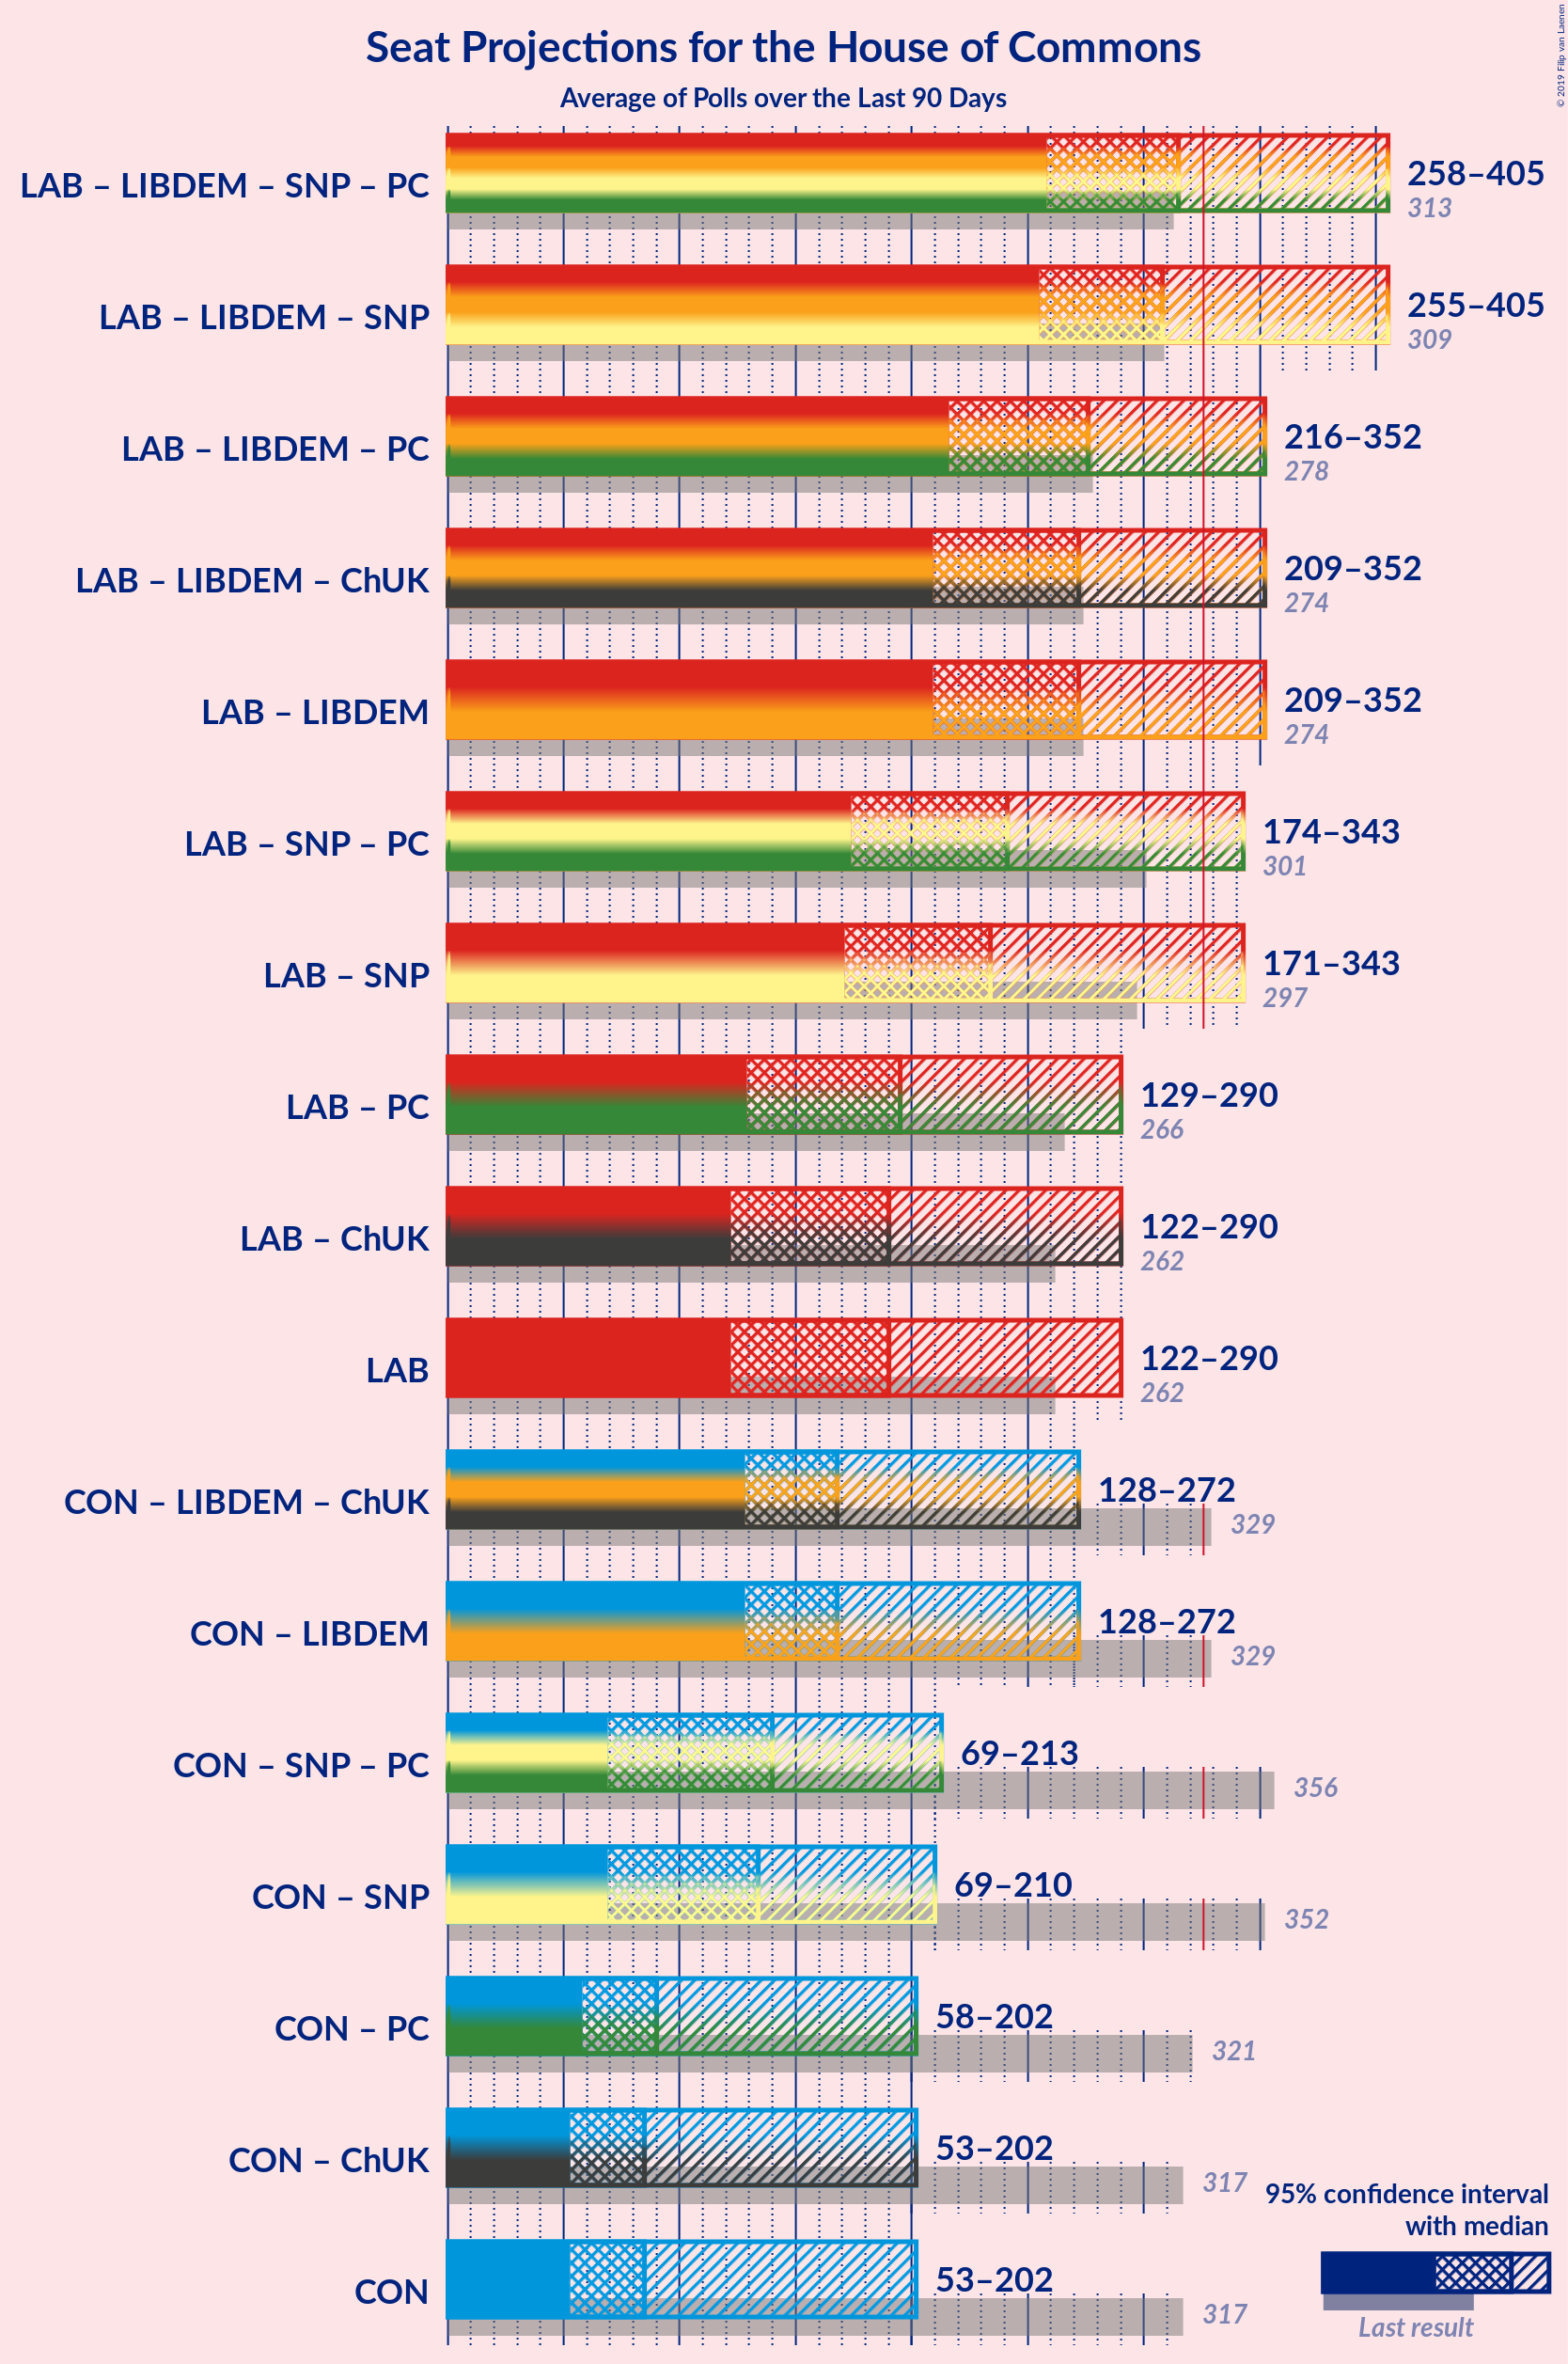 Seat Projections for the House of Commons
Average of Polls over the Last 90 Days
© 2019 Filip van Laenen
LAB – LIBDEM – SNP – PC
258–405
313
LAB – LIBDEM – SNP
255–405
309
LAB – LIBDEM – PC
216–352
278
LAB – LIBDEM – ChUK
209–352
274
LAB – LIBDEM
209–352
274
LAB – SNP – PC
174–343
301
LAB – SNP
171–343
297
LAB – PC
129–290
266
LAB – ChUK
122–290
262
LAB
122–290
262
CON – LIBDEM – ChUK
128–272
329
CON – LIBDEM
128–272
329
CON – SNP – PC
69–213
356
CON – SNP
69–210
352
CON – PC
58–202
321
CON – ChUK
53–202
317
CON
53–202
317
95% confidence interval
with median
Last result